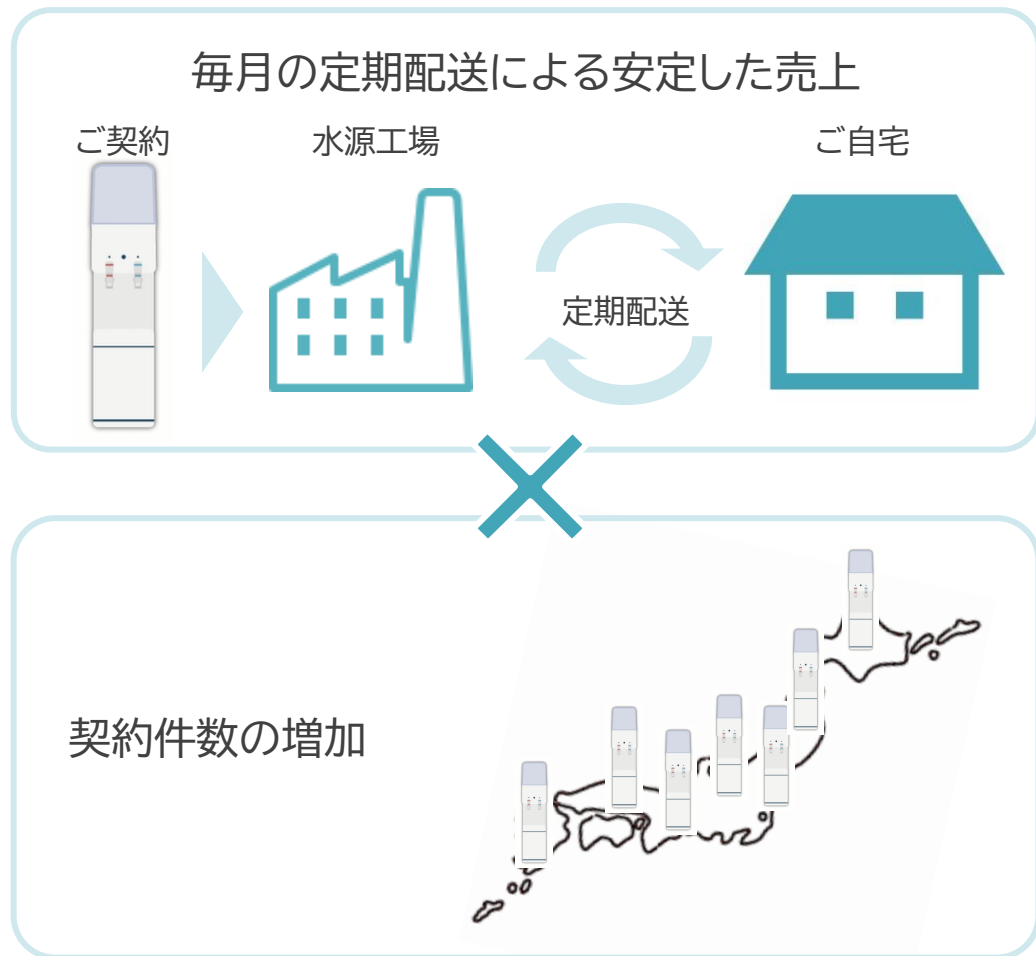 毎月の定期配送による安定した売上
ご契約
水源工場
ご自宅
定期配送
契約件数の増加